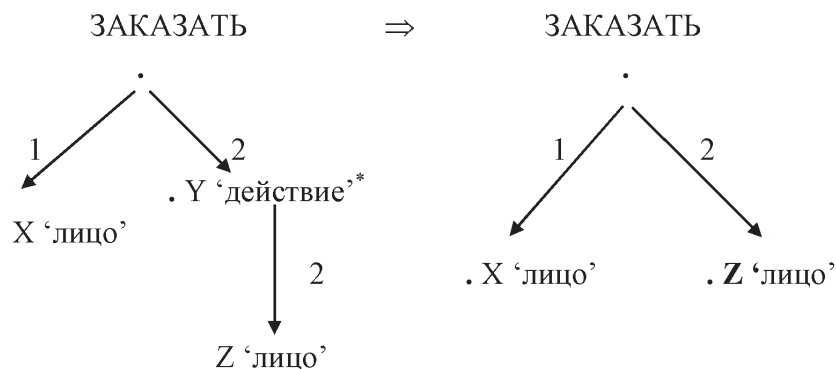 ЗАКАЗАТЬ ⇒ ЗАКАЗАТЬ
1 2 1 2
. Y ‘действие’*
X ‘лицо’
2 . X ‘лицо’ . Z ‘лицо’
Z ‘лицо’